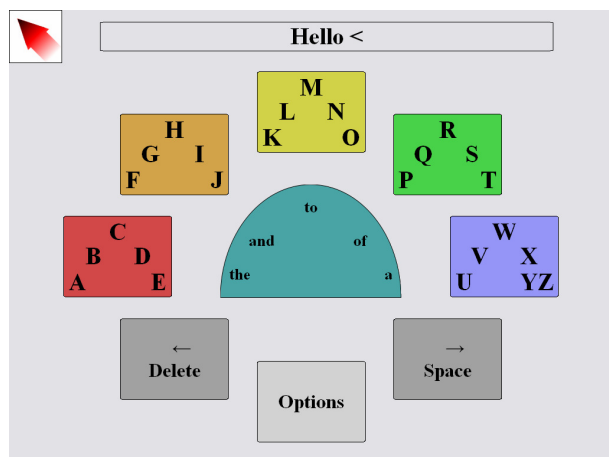 Hello <
M
L N
K O
H
G I
F J
R
Q S
P T
to
and of
the a
C
B D
A E
W
V X
U YZ
←
Delete
→
Space
Options